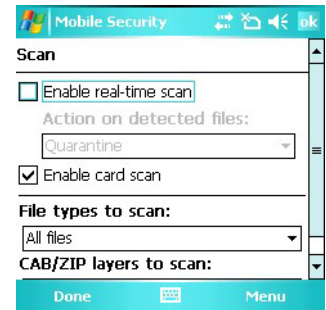 Mobile Security
ok
Scan
Enable real-time scan
Action on detected files:
Quarantine
Enable card scan
File types to scan:
All files
CAB/ZIP layers to scan:
Done Menu